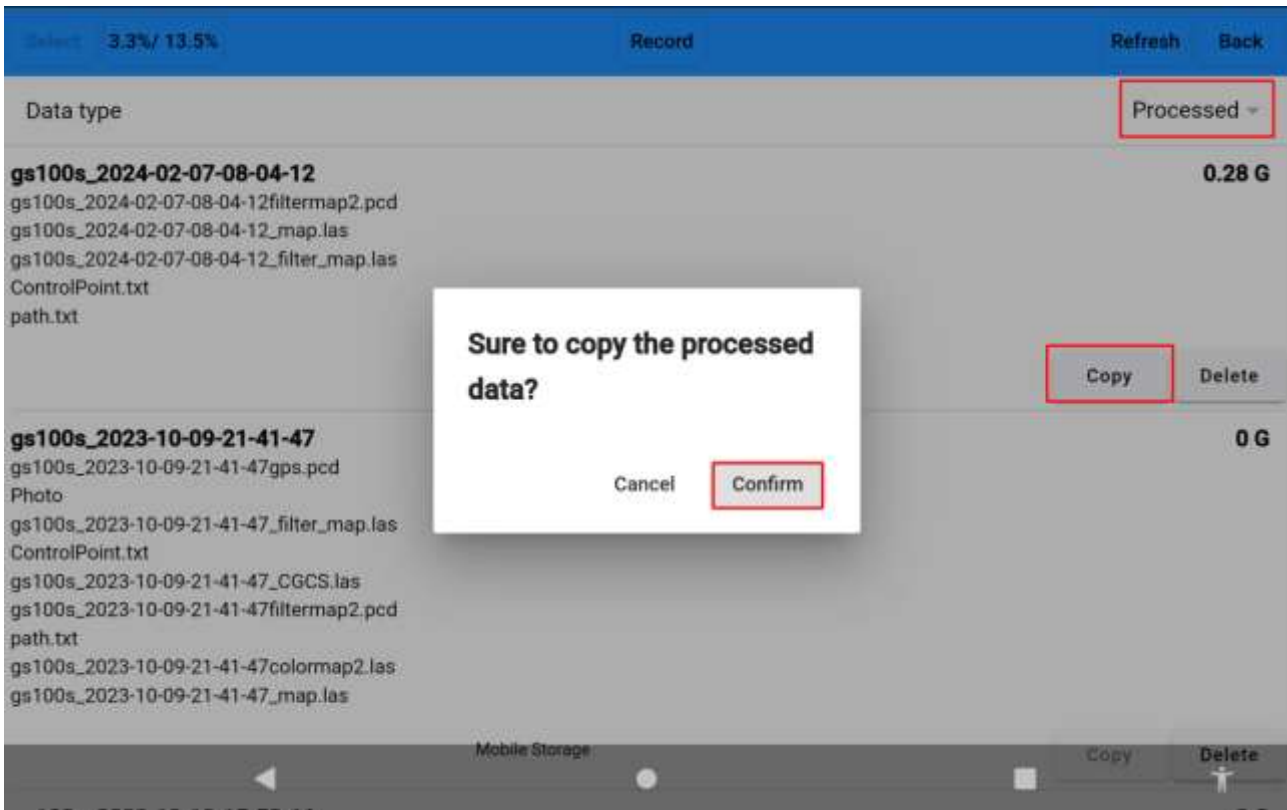 Select 3.3%/ 13.5% Record Refresh Back
Data type Processed
gs100s_2024-02-07-08-04-12 0.28 G
gs100s_2024-02-07-08-04-12filtermap2.pcd
gs100s_2024-02-07-08-04-12_map.las
gs100s_2024-02-07-08-04-12_filter_map.las
ControlPoint.txt
path.txt
Sure to copy the processed
data?
Copy Delete
gs100s_2023-10-09-21-41-47 0 G
gs100s_2023-10-09-21-41-47gps.pcd
Cancel Confirm
Photo
gs100s_2023-10-09-21-41-47_filter_map.las
ControlPoint.txt
gs100s_2023-10-09-21-41-47_CGCS.las
gs100s_2023-10-09-21-41-47filtermap2.pcd
path.txt
gs100s_2023-10-09-21-41-47colormap2.las
gs100s_2023-10-09-21-41-47_map.las
Mobile Storage Copy Delete